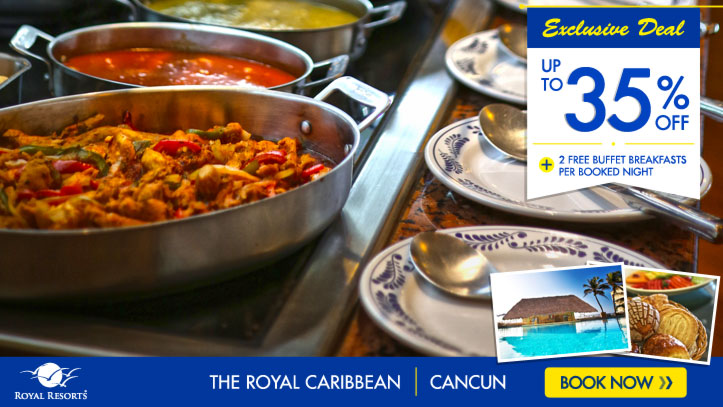 Exclusive Deal
UP
TO
35%
OFF
+ 2 FREE BUFFET BREAKFASTS
PER BOOKED NIGHT
ROYAL RESORTS®
THE ROYAL CARIBBEAN | CANCUN
BOOK NOW »